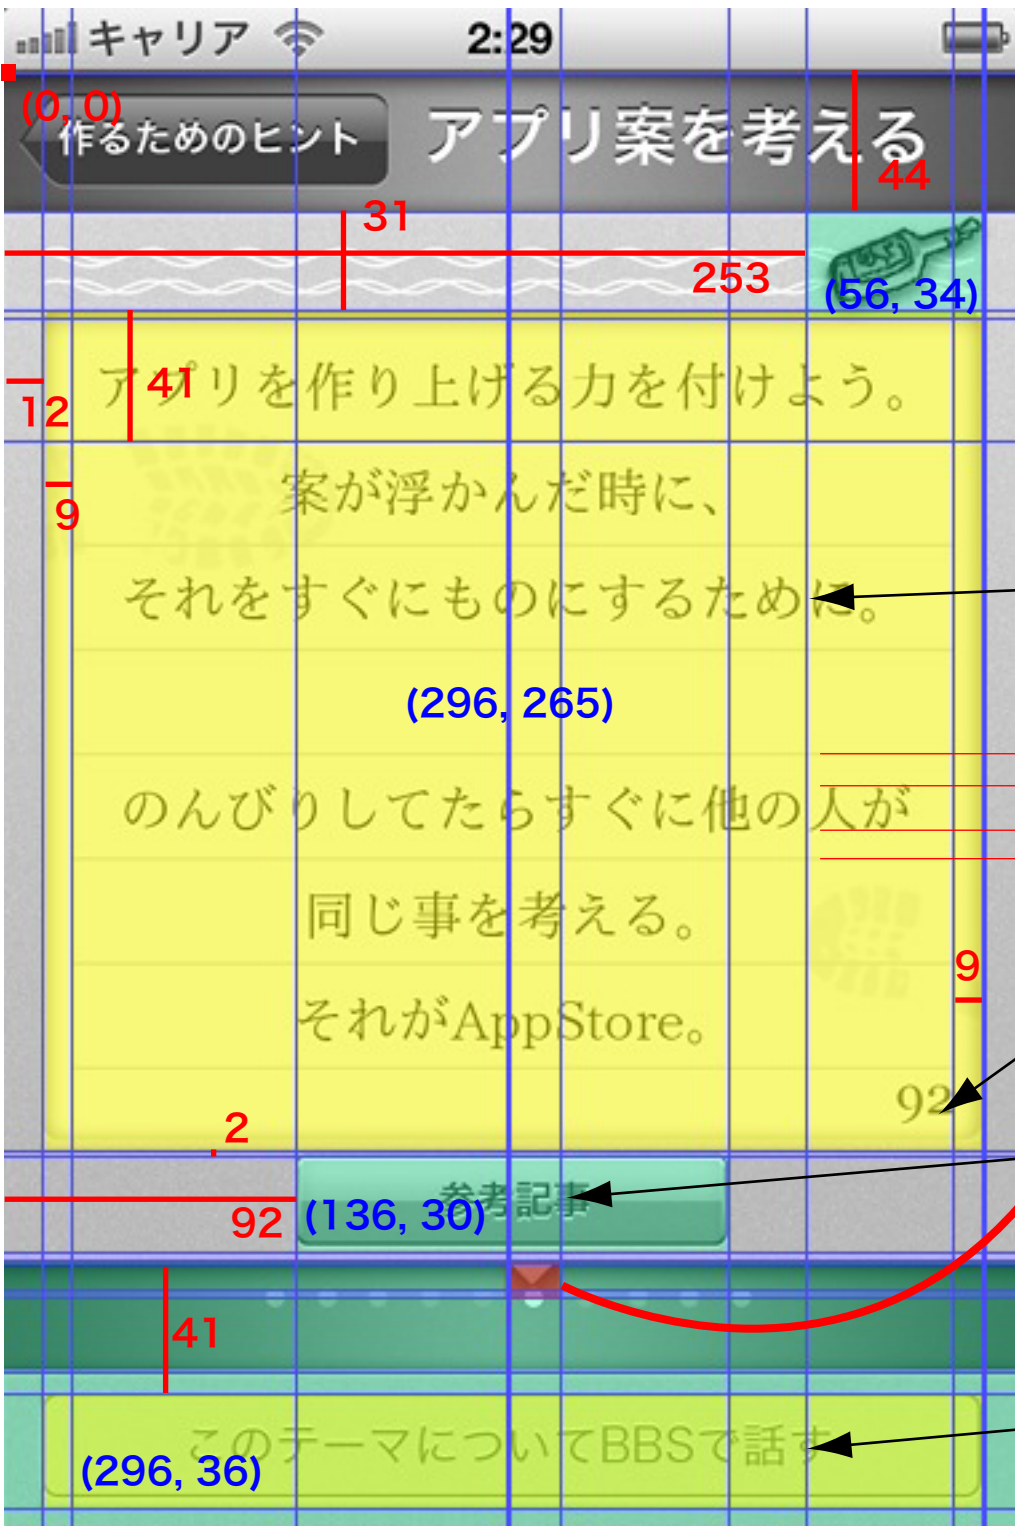 キャリア 2:29
(0, 0)
作るためのヒント アプリ案を考える
44
31
253
(56, 34)
アプリを作り上げる力を付けよう。
41
12
案が浮かんだ時に、
9
それをすぐにものにするために。
(296, 265)
のんびりしてたらすぐに他の人が
同じ事を考える。
9
それがAppStore。
92
2
参考記事
92 (136, 30)
41
このテーマについてBBSで話す
(296, 36)